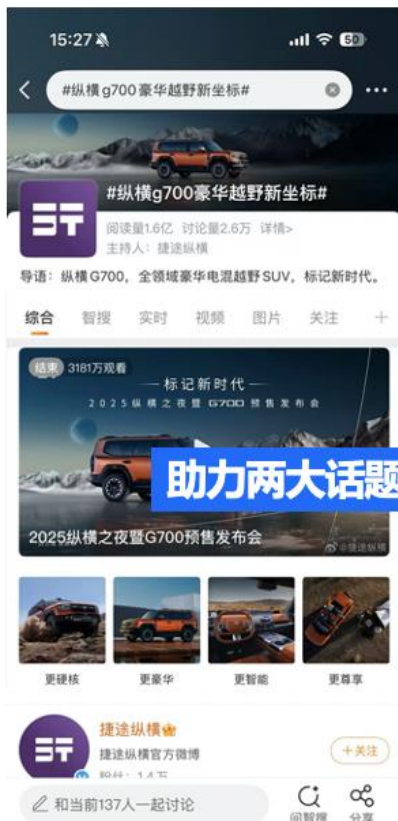 15:27
50
#纵横g700豪华越野新坐标#
#纵横g700豪华越野新坐标#
阅读量1.6亿 讨论量2.6万 详情>
主持人：捷途纵横
导语：纵横G700，全领域豪华电混越野SUV，标记新时代。
综合 智搜 实时 视频 图片 关注
结束 3181万观看
标记新时代
2025纵横之夜暨G700预售发布会
助力两大话题
2025纵横之夜暨G700预售发布会
@捷途纵横
更硬核 更豪华 更智能 更尊享
捷途纵横
捷途纵横官方微博
+关注
粉丝：1.4万
和当前137人一起讨论
问智搜 分享